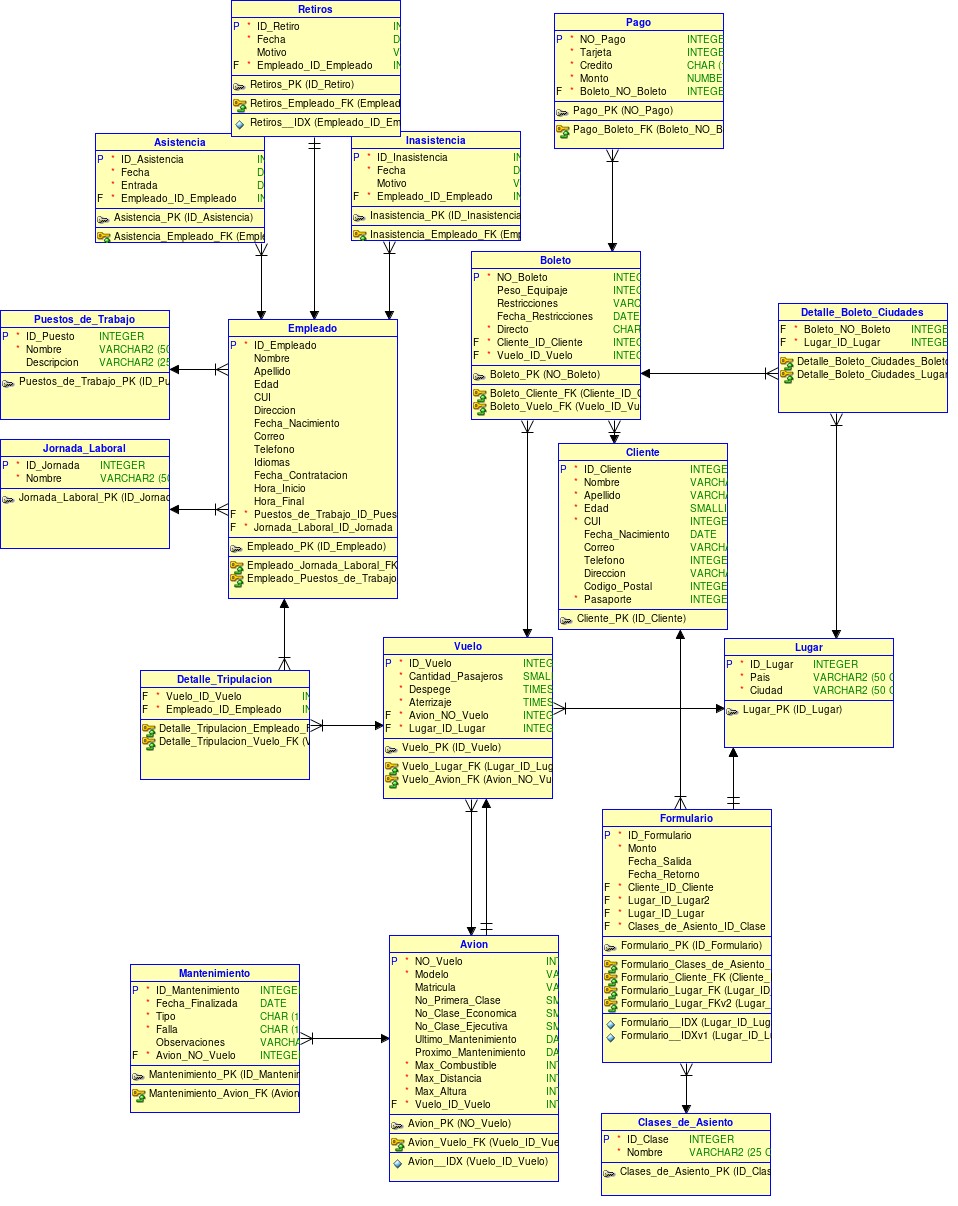 Retiros
P * ID_Retiro IN
* Fecha D
Motivo V
F * Empleado_ID_Empleado IN
Retiros_PK (ID_Retiro)
Retiros_Empleado_FK (Emplead
Retiros__IDX (Empleado_ID_Em
Pago
P * NO_Pago INTEGE
* Tarjeta INTEGE
* Credito CHAR (
* Monto NUMBE
F * Boleto_NO_Boleto INTEGE
Pago_PK (NO_Pago)
Pago_Boleto_FK (Boleto_NO_B
Asistencia
P * ID_Asistencia IN
* Fecha D
* Entrada D
F * Empleado_ID_Empleado IN
Asistencia_PK (ID_Asistencia)
Asistencia_Empleado_FK (Emple
Inasistencia
P * ID_Inasistencia IN
* Fecha D
Motivo V
F * Empleado_ID_Empleado IN
Inasistencia_PK (ID_Inasistencia
Inasistencia_Empleado_FK (Emp
Boleto
P * NO_Boleto INTEG
Peso_Equipaje INTEG
Restricciones VARC
Fecha_Restricciones DATE
* Directo CHAR
F * Cliente_ID_Cliente INTEG
F * Vuelo_ID_Vuelo INTEG
Boleto_PK (NO_Boleto)
Boleto_Cliente_FK (Cliente_ID_C
Boleto_Vuelo_FK (Vuelo_ID_Vu
Detalle_Boleto_Ciudades
F * Boleto_NO_Boleto INTEGE
F * Lugar_ID_Lugar INTEGE
Detalle_Boleto_Ciudades_Boleto
Detalle_Boleto_Ciudades_Lugar
Puestos_de_Trabajo
P * ID_Puesto INTEGER
* Nombre VARCHAR2 (50
Descripcion VARCHAR2 (25
Puestos_de_Trabajo_PK (ID_Pu
Empleado
P * ID_Empleado
Nombre
Apellido
Edad
CUI
Direccion
Fecha_Nacimiento
Correo
Telefono
Idiomas
Fecha_Contratacion
Hora_Inicio
Hora_Final
F * Puestos_de_Trabajo_ID_Pues
F * Jornada_Laboral_ID_Jornada
Empleado_PK (ID_Empleado)
Empleado_Jornada_Laboral_FK
Empleado_Puestos_de_Trabajo
Jornada_Laboral
P * ID_Jornada INTEGER
* Nombre VARCHAR2 (50
Jornada_Laboral_PK (ID_Jornad
Cliente
P * ID_Cliente INTEGE
* Nombre VARCHA
* Apellido VARCHA
* Edad SMALLI
* CUI INTEGE
Fecha_Nacimiento DATE
Correo VARCHA
Telefono INTEGE
Direccion VARCHA
Codigo_Postal INTEGE
* Pasaporte INTEGE
Cliente_PK (ID_Cliente)
Vuelo
P * ID_Vuelo INTEG
* Cantidad_Pasajeros SMAL
* Despege TIMES
* Aterrizaje TIMES
F * Avion_NO_Vuelo INTEG
F * Lugar_ID_Lugar INTEG
Vuelo_PK (ID_Vuelo)
Vuelo_Lugar_FK (Lugar_ID_Lug
Vuelo_Avion_FK (Avion_NO_Vu
Lugar
P * ID_Lugar INTEGER
* Pais VARCHAR2 (50 C
* Ciudad VARCHAR2 (50 C
Lugar_PK (ID_Lugar)
Detalle_Tripulacion
F * Vuelo_ID_Vuelo IN
F * Empleado_ID_Empleado IN
Detalle_Tripulacion_Empleado_F
Detalle_Tripulacion_Vuelo_FK (V
Formulario
P * ID_Formulario
* Monto
Fecha_Salida
Fecha_Retorno
F * Cliente_ID_Cliente
F * Lugar_ID_Lugar2
F * Lugar_ID_Lugar
F * Clases_de_Asiento_ID_Clase
Formulario_PK (ID_Formulario)
Formulario_Clases_de_Asiento_
Formulario_Cliente_FK (Cliente_
Formulario_Lugar_FK (Lugar_ID_
Formulario_Lugar_FKv2 (Lugar_
Formulario__IDX (Lugar_ID_Lug
Formulario__IDXv1 (Lugar_ID_L
Avion
P * NO_Vuelo INT
* Modelo VA
Matricula VA
No_Primera_Clase SM
No_Clase_Economica SM
No_Clase_Ejecutiva SM
Ultimo_Mantenimiento DA
Proximo_Mantenimiento DA
* Max_Combustible INT
* Max_Distancia INT
* Max_Altura INT
F * Vuelo_ID_Vuelo INT
Avion_PK (NO_Vuelo)
Avion_Vuelo_FK (Vuelo_ID_Vue
Avion__IDX (Vuelo_ID_Vuelo)
Mantenimiento
P * ID_Mantenimiento INTEGE
* Fecha_Finalizada DATE
* Tipo CHAR (1
* Falla CHAR (1
Observaciones VARCHA
F * Avion_NO_Vuelo INTEGE
Mantenimiento_PK (ID_Mantenir
Mantenimiento_Avion_FK (Avion
Clases_de_Asiento
P * ID_Clase INTEGER
* Nombre VARCHAR2 (25 C
Clases_de_Asiento_PK (ID_Clas